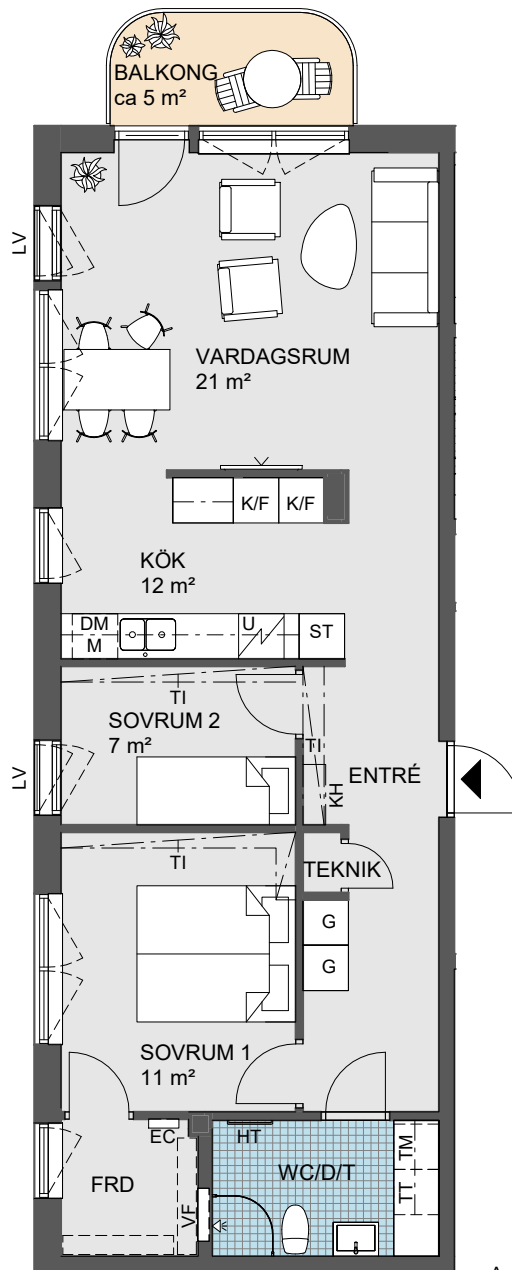 BALKONG
ca 5 m²
LV
VARDAGSRUM
21 m²
K/F
K/F
KÖK
12 m²
DM
M
U
ST
TI
SOVRUM 2
7 m²
TI
LV
KH
ENTRÉ
TI
TEKNIK
G
G
SOVRUM 1
11 m²
EC
HT
TM
FRD
WC/D/T
TT
VF